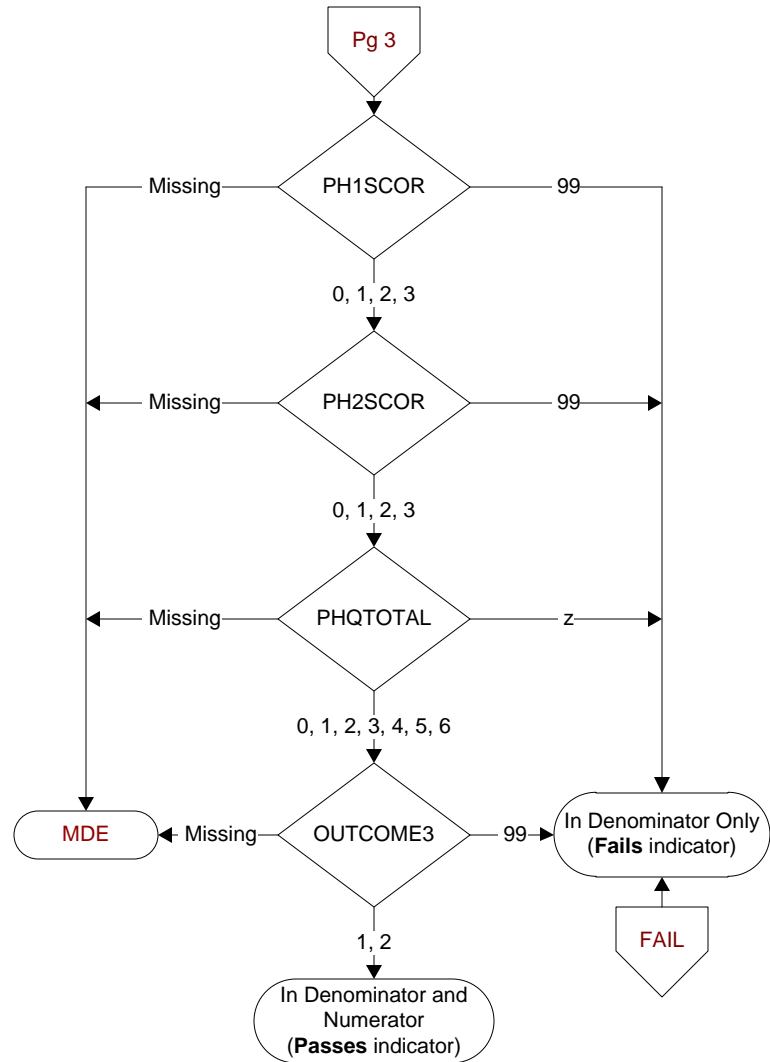 Pg 3
PH1SCOR
Missing
99
0, 1, 2, 3
PH2SCOR
Missing
99
0, 1, 2, 3
PHQTOTAL
Missing
z
0, 1, 2, 3, 4, 5, 6
MDE
Missing
OUTCOME3
99
In Denominator Only
(Fails indicator)
1, 2
FAIL
In Denominator and
Numerator
(Passes indicator)